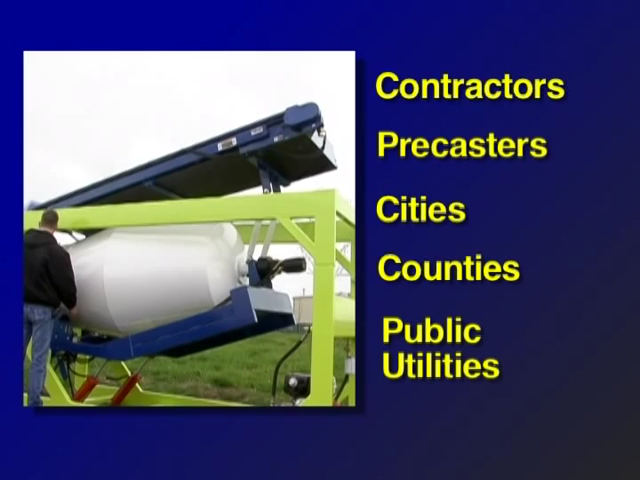 Contractors
Precasters
Cities
Counties
Public
Utilities